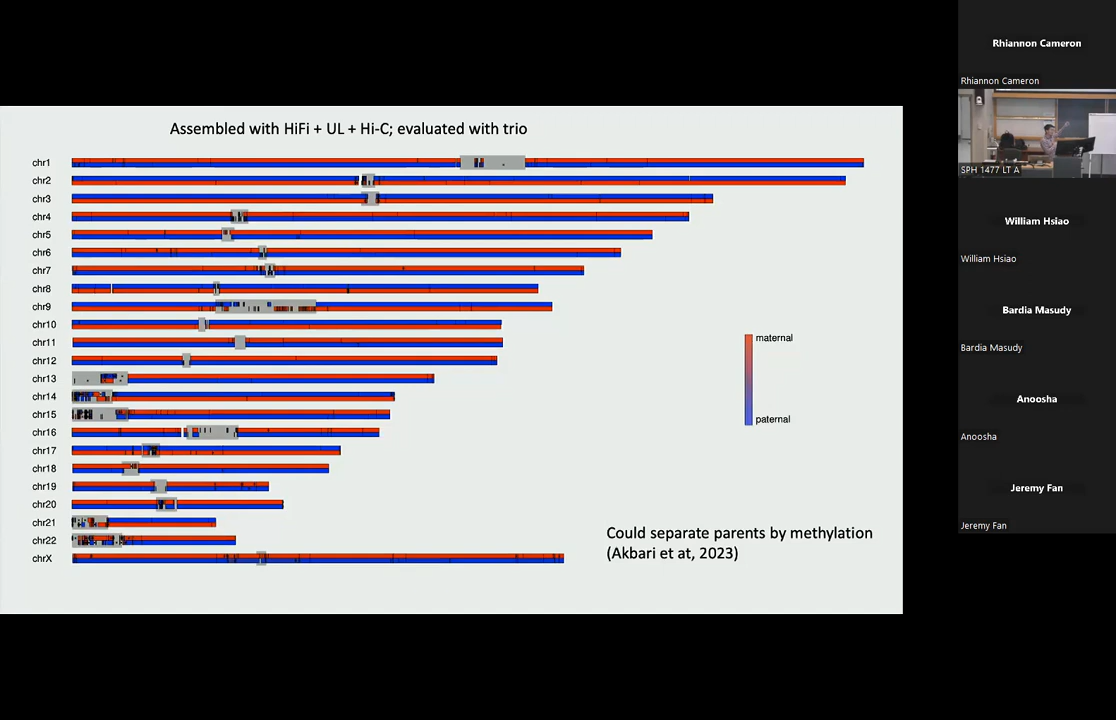 Assembled with HiFi + UL + Hi-C; evaluated with trio
chr1
chr2
chr3
chr4
chr5
chr6
chr7
chr8
chr9
chr10
chr11
chr12
chr13
chr14
chr15
chr16
chr17
chr18
chr19
chr20
chr21
chr22
chrX
maternal
paternal
Could separate parents by methylation
(Akbari et at, 2023)
Rhiannon Cameron
Rhiannon Cameron
SPH 1477 LT A
William Hsiao
William Hsiao
Bardia Masudy
Bardia Masudy
Anoosha
Anoosha
Jeremy Fan
Jeremy Fan